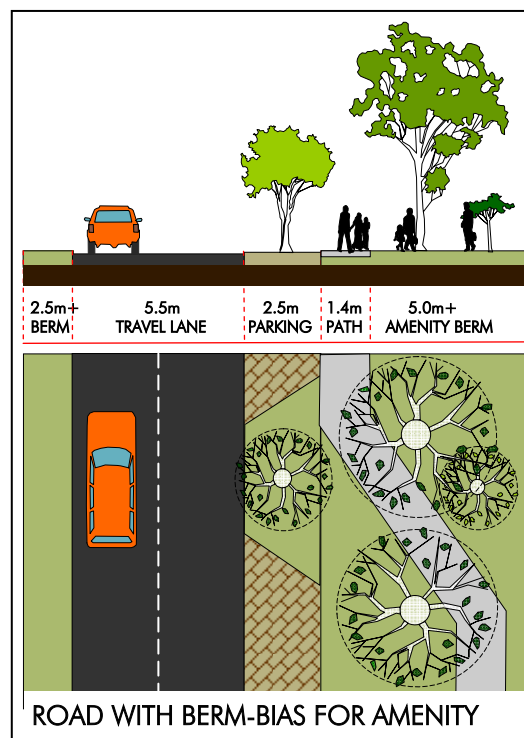 2.5m+ 5.5m 2.5m 1.4m 5.0m+
BERM TRAVEL LANE PARKING PATH AMENITY BERM
ROAD WITH BERM-BIAS FOR AMENITY